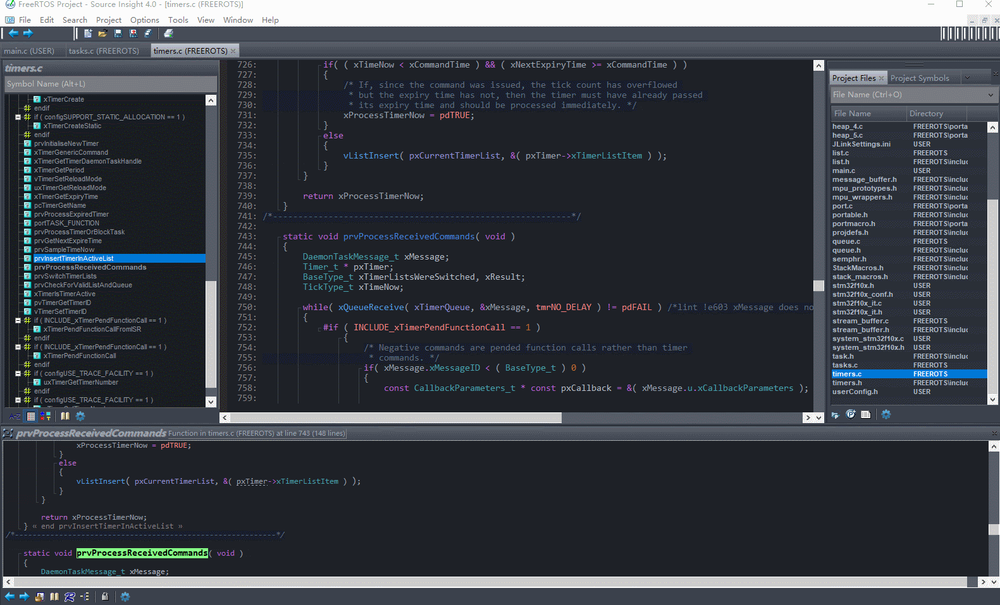 FreeRTOS Project - Source Insight 4.0 - [timers.c (FREEROTS)]
File Edit Search Project Options Tools View Window Help
main.c (USER) tasks.c (FREEROTS) timers.c (FREEROTS)
timers.c
Symbol Name (Alt+L)
xTimerCreate
endif
if ( configSUPPORT_STATIC_ALLOCATION == 1 )
xTimerCreateStatic
endif
prvInitialiseNewTimer
xTimerGenericCommand
xTimerGetTimerDaemonTaskHandle
xTimerGetPeriod
vTimerSetReloadMode
uxTimerGetReloadMode
xTimerGetExpiryTime
pcTimerGetName
prvProcessExpiredTimer
portTASK_FUNCTION
prvProcessTimerOrBlockTask
prvGetNextExpireTime
prvSampleTimeNow
prvInsertTimerInActiveList
prvProcessReceivedCommands
prvSwitchTimerLists
prvCheckForValidListAndQueue
xTimerIsTimerActive
pvTimerGetTimerID
vTimerSetTimerID
if ( INCLUDE_xTimerPendFunctionCall == 1 )
xTimerPendFunctionCallFromISR
endif
if ( INCLUDE_xTimerPendFunctionCall == 1 )
xTimerPendFunctionCall
endif
if ( configUSE_TRACE_FACILITY == 1 )
uxTimerGetTimerNumber
endif
if ( configUSE_TRACE_FACILITY == 1 )
726: if( ( xTimeNow < xCommandTime ) && ( xNextExpiryTime >= xCommandTime ) )
727: {
728: /* If, since the command was issued, the tick count has overflowed
729: * but the expiry time has not, then the timer must have already passed
730: * its expiry time and should be processed immediately. */
731: xProcessTimerNow = pdTRUE;
732: }
733: else
734: {
735: vListInsert( pxCurrentTimerList, &( pxTimer->xTimerListItem ) );
736: }
737: }
738:
739: return xProcessTimerNow;
740: }
741: /*-----------------------------------------------------------*/
742:
743: static void prvProcessReceivedCommands( void )
744: {
745: DaemonTaskMessage_t xMessage;
746: Timer_t * pxTimer;
747: BaseType_t xTimerListsWereSwitched, xResult;
748: TickType_t xTimeNow;
749:
750: while( xQueueReceive( xTimerQueue, &xMessage, tmrNO_DELAY ) != pdFAIL ) /*lint !e603 xMessage does no
751: {
752: #if ( INCLUDE_xTimerPendFunctionCall == 1 )
753: {
754: /* Negative commands are pended function calls rather than timer
755: * commands. */
756: if( xMessage.xMessageID < ( BaseType_t ) 0 )
757: {
758: const CallbackParameters_t * const pxCallback = &( xMessage.u.xCallbackParameters );
759:
Project Files Project Symbols
File Name (Ctrl+O)
File Name Directory
heap_4.c FREEROTS\porta
heap_5.c FREEROTS\porta
JLinkSettings.ini USER
list.c FREEROTS
list.h FREEROTS\incluc
main.c USER
message_buffer.h FREEROTS\incluc
mpu_prototypes.h FREEROTS\incluc
mpu_wrappers.h FREEROTS\incluc
port.c FREEROTS\porta
portable.h FREEROTS\incluc
portmacro.h FREEROTS\porta
projdefs.h FREEROTS\incluc
queue.c FREEROTS
queue.h FREEROTS\incluc
semphr.h FREEROTS\incluc
StackMacros.h FREEROTS\incluc
stack_macros.h FREEROTS\incluc
stm32f10x.h USER
stm32f10x_conf.h USER
stm32f10x_it.c USER
stm32f10x_it.h USER
stream_buffer.c FREEROTS
stream_buffer.h FREEROTS\incluc
system_stm32f10x.c USER
system_stm32f10x.h USER
task.h FREEROTS\incluc
tasks.c FREEROTS
timers.c FREEROTS
timers.h FREEROTS\incluc
userConfig.h USER
A-Z
prvProcessReceivedCommands Function in timers.c (FREEROTS) at line 743 (148 lines)
xProcessTimerNow = pdTRUE;
}
else
{
vListInsert( pxCurrentTimerList, &( pxTimer->xTimerListItem ) );
}
}
return xProcessTimerNow;
} « end prvInsertTimerInActiveList »
/*-----------------------------------------------------------*/
static void prvProcessReceivedCommands( void )
{
DaemonTaskMessage_t xMessage;